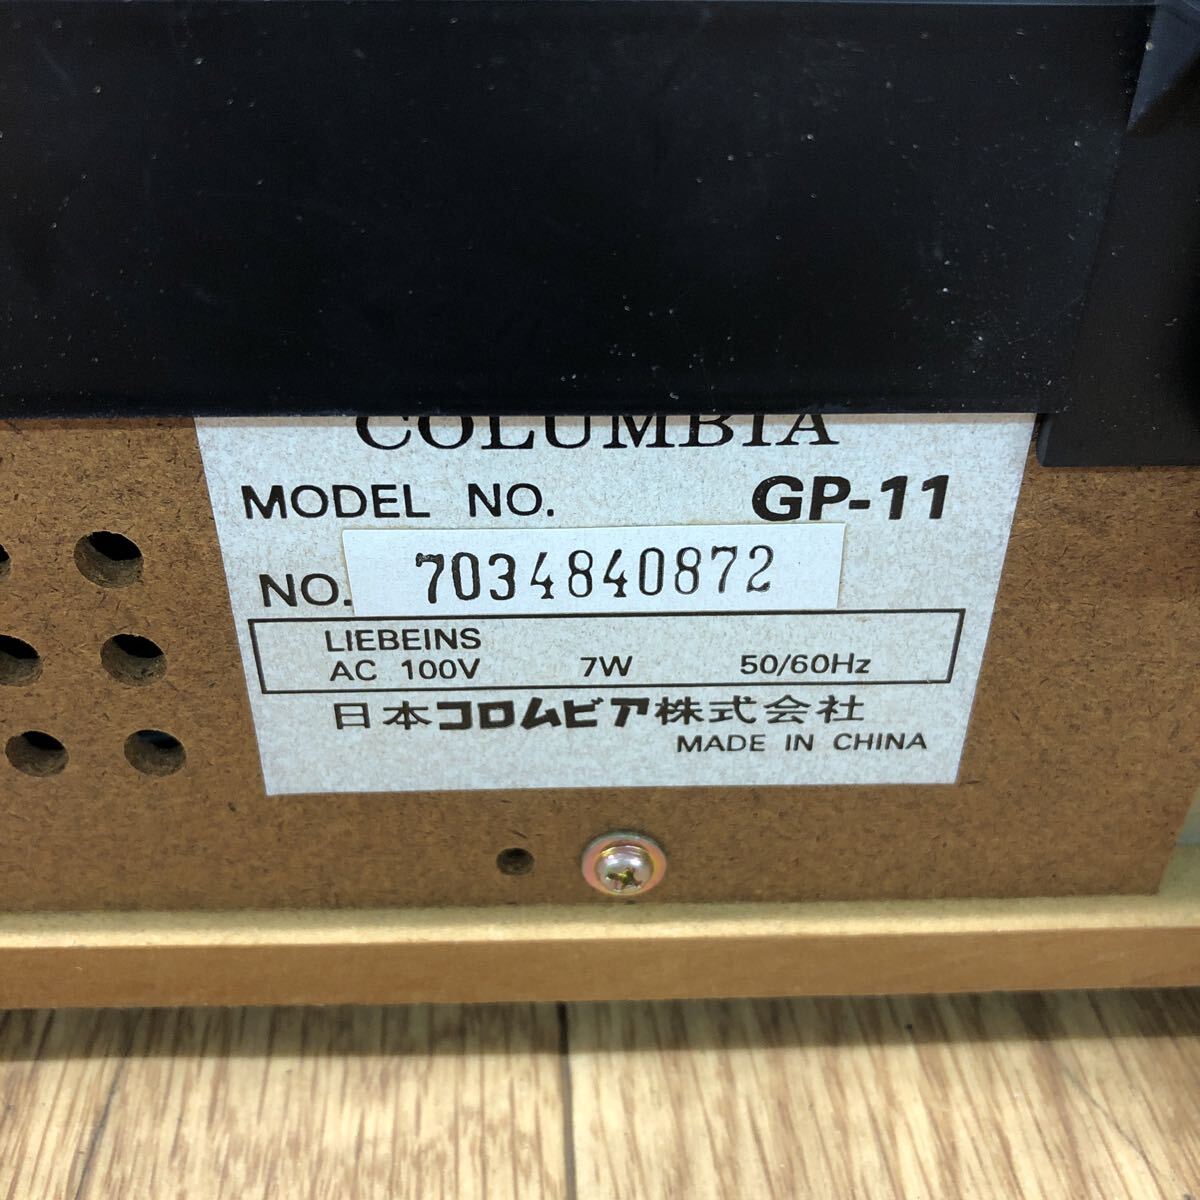 COLUMBIA
MODEL NO. GP-11
NO. 7034840872
LIEBEINS
AC 100V 7W 50/60Hz
日本コロムビア株式会社
MADE IN CHINA